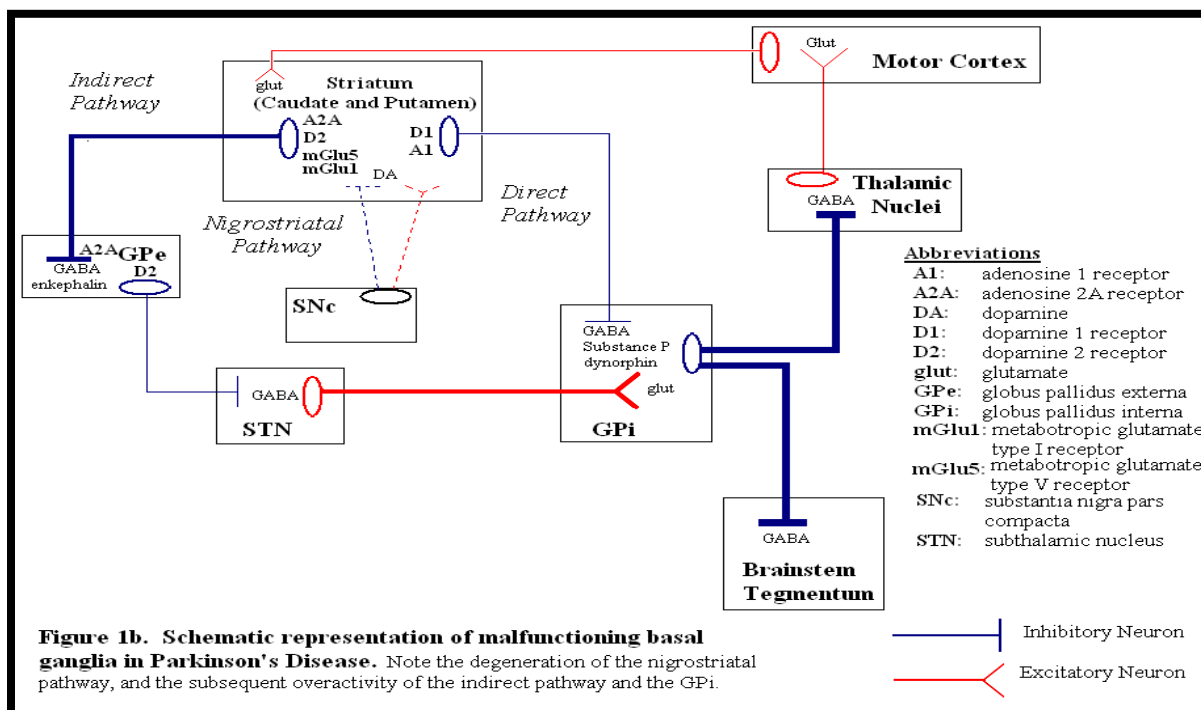 Glut
Motor Cortex
Indirect
Pathway
glut
Striatum
(Caudate and Putamen)
A2A
D2
mGlu5
mGlu1
D1
A1
DA
Nigrostriatal
Pathway
Direct
Pathway
Thalamic
Nuclei
GABA
A2A
GPe
GABA
D2
enkephalin
SNc
GABA
Substance P
dynorphin
glut
GPi
GABA
STN
GABA
Brainstem
Tegmentum
Abbreviations
A1: adenosine 1 receptor
A2A: adenosine 2A receptor
DA: dopamine
D1: dopamine 1 receptor
D2: dopamine 2 receptor
glut: glutamate
GPe: globus pallidus externa
GPi: globus pallidus interna
mGlu1: metabotropic glutamate
type I receptor
mGlu5: metabotropic glutamate
type V receptor
SNc: substantia nigra pars
compacta
STN: subthalamic nucleus
Figure 1b. Schematic representation of malfunctioning basal
ganglia in Parkinson's Disease. Note the degeneration of the nigrostriatal
pathway, and the subsequent overactivity of the indirect pathway and the GPi.
Inhibitory Neuron
Excitatory Neuron